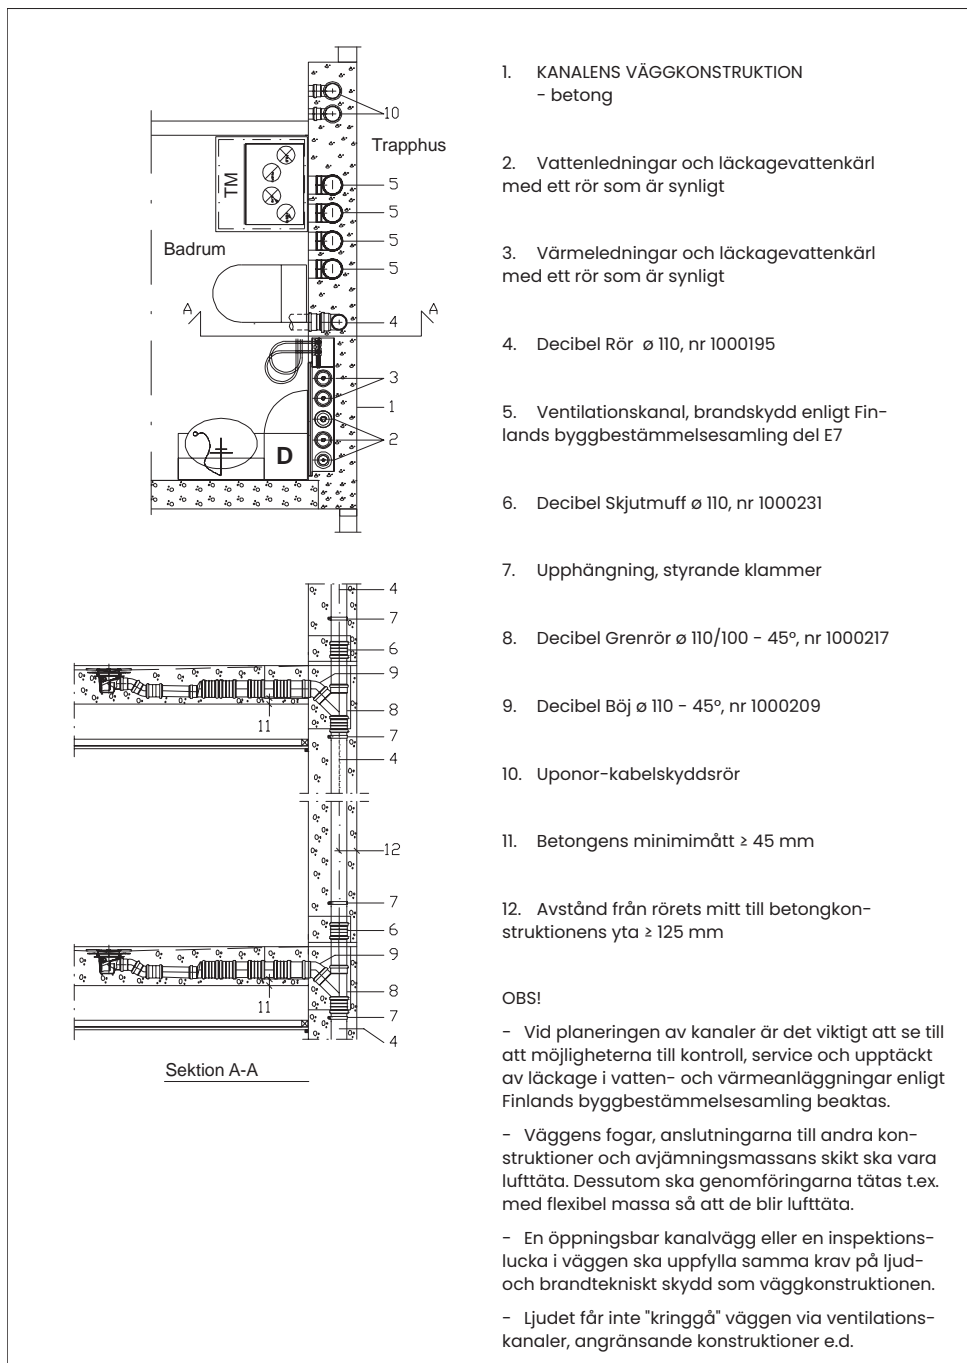 10
Trapphus
TM
5
5
Badrum
5
5
A
A
4
3
1
2
D
4
7
6
9
8
11
7
4
12
7
6
9
8
11
7
4
Sektion A-A
1. KANALENS VÄGGKONSTRUKTION
- betong
2. Vattenledningar och läckagevattenkärl
med ett rör som är synligt
3. Värmeledningar och läckagevattenkärl
med ett rör som är synligt
4. Decibel Rör ø 110, nr 1000195
5. Ventilationskanal, brandskydd enligt Fin-
lands byggbestämmelsesamling del E7
6. Decibel Skjutmuff ø 110, nr 1000231
7. Upphängning, styrande klammer
8. Decibel Grenrör ø 110/100 - 45°, nr 1000217
9. Decibel Böj ø 110 - 45°, nr 1000209
10. Uponor-kabelskyddsrör
11. Betongens minimimått ≥ 45 mm
12. Avstånd från rörets mitt till betongkon-
struktionens yta ≥ 125 mm
OBS!
- Vid planeringen av kanaler är det viktigt att se till
att möjligheterna till kontroll, service och upptäckt
av läckage i vatten- och värmeanläggningar enligt
Finlands byggbestämmelsesamling beaktas.
- Väggens fogar, anslutningarna till andra kon-
struktioner och avjämningsmassans skikt ska vara
lufttäta. Dessutom ska genomföringarna tätas t.ex.
med flexibel massa så att de blir lufttäta.
- En öppningsbar kanalvägg eller en inspektions-
lucka i väggen ska uppfylla samma krav på ljud-
och brandtekniskt skydd som väggkonstruktionen.
- Ljudet får inte "kringgå" väggen via ventilations-
kanaler, angränsande konstruktioner e.d.